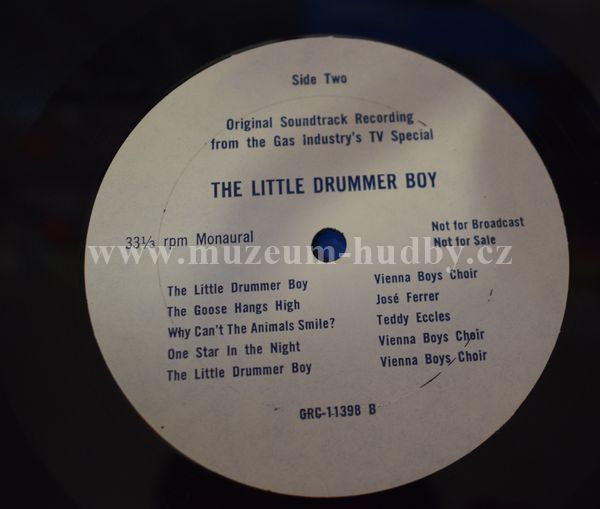 Side Two
Original Soundtrack Recording
from the Gas Industry's TV Special
THE LITTLE DRUMMER BOY
33⅓ rpm Monaural
Not for Broadcast
Not for Sale
www.muzeum-hudby.cz
The Little Drummer Boy Vienna Boys Choir
The Goose Hangs High José Ferrer
Why Can't The Animals Smile? Teddy Eccles
One Star In the Night Vienna Boys Choir
The Little Drummer Boy Vienna Boys Choir
GRC-11398 B